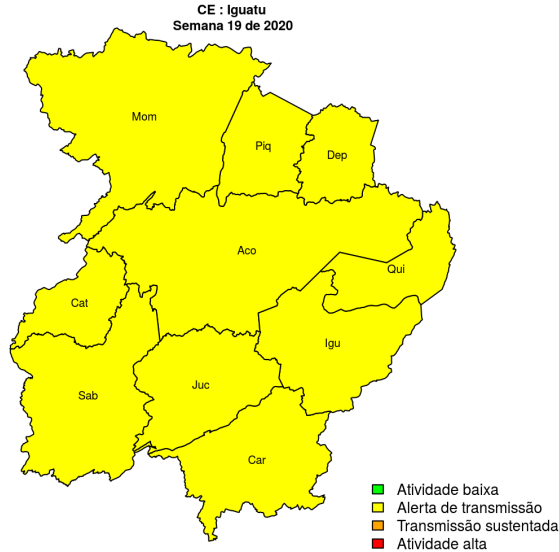 CE : Iguatu
Semana 19 de 2020
Mom
Piq
Dep
Aco
Qui
Cat
Igu
Juc
Sab
Car
Atividade baixa
Alerta de transmissão
Transmissão sustentada
Atividade alta